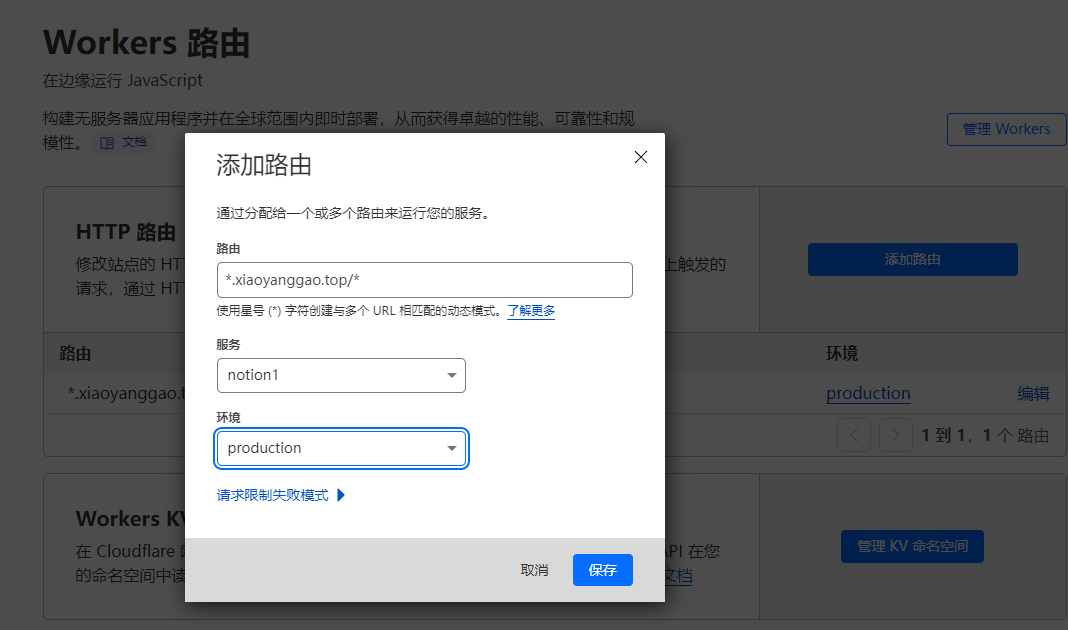 Workers 路由
在边缘运行 JavaScript
构建无服务器应用程序并在全球范围内即时部署，从而获得卓越的性能、可靠性和规
模性。 文档
管理 Workers
添加路由
通过分配给一个或多个路由来运行您的服务。
路由
*.xiaoyanggao.top/*
使用星号 (*) 字符创建与多个 URL 相匹配的动态模式。了解更多
服务
notion1
环境
production
请求限制失败模式
取消
保存
HTTP 路由
修改站点的 HT
上触发的
请求，通过 HT
添加路由
路由
环境
*.xiaoyanggao.t
production
编辑
1 到 1，1 个 路由
Workers KV
在 Cloudflare
API 在您
的命名空间中读
文档
管理 KV 命名空间